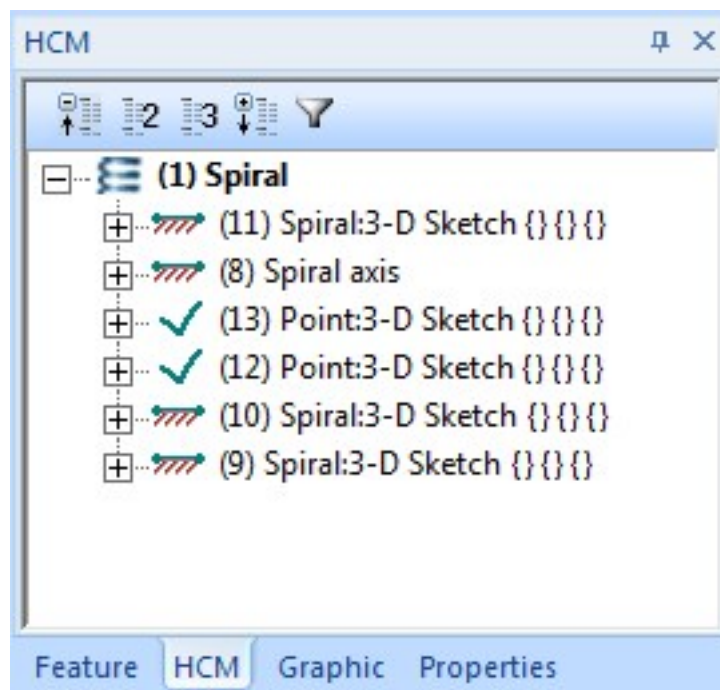 HCM
2 3
(1) Spiral
(11) Spiral:3-D Sketch {} {} {}
(8) Spiral axis
(13) Point:3-D Sketch {} {} {}
(12) Point:3-D Sketch {} {} {}
(10) Spiral:3-D Sketch {} {} {}
(9) Spiral:3-D Sketch {} {} {}
Feature HCM Graphic Properties